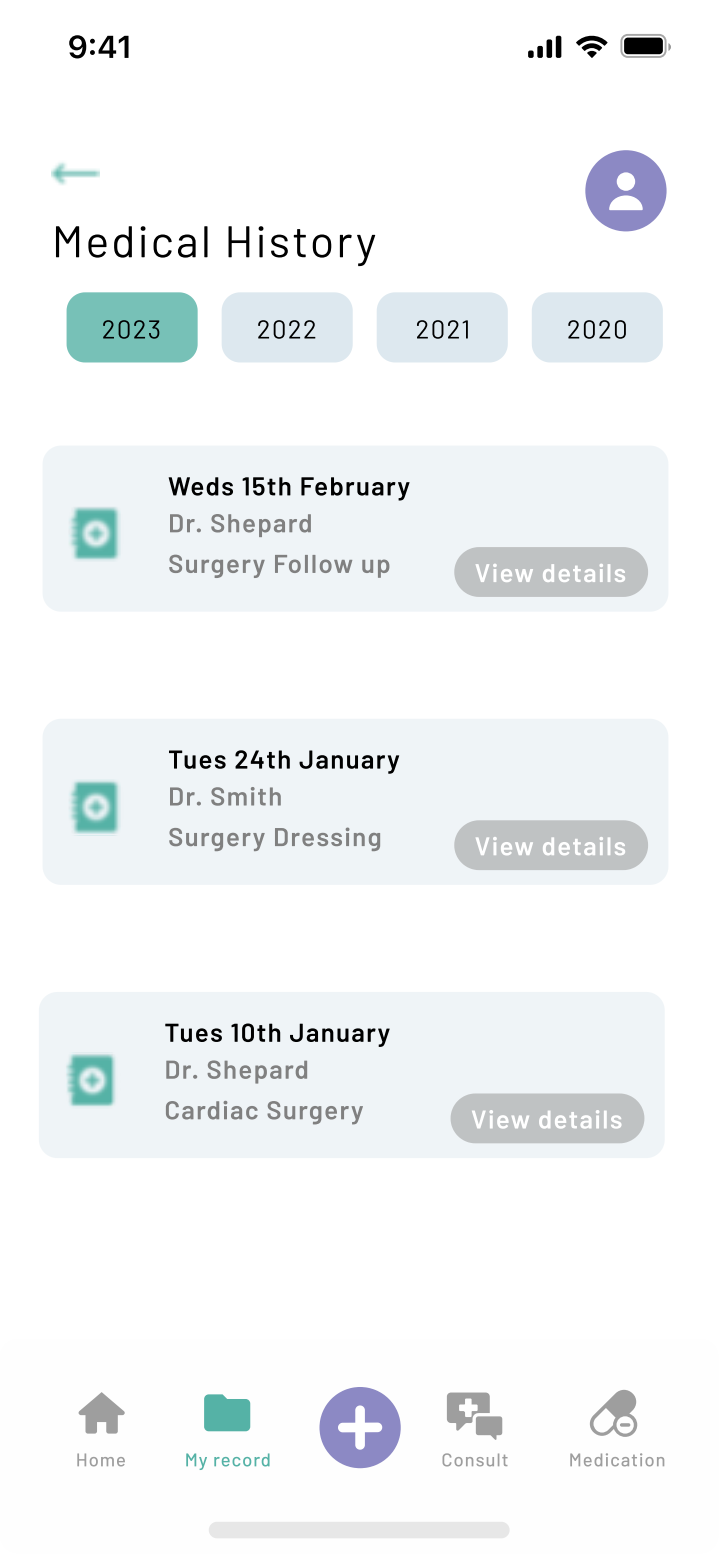 9:41
Medical History
2023 2022 2021 2020
Weds 15th February
Dr. Shepard
Surgery Follow up
View details
Tues 24th January
Dr. Smith
Surgery Dressing
View details
Tues 10th January
Dr. Shepard
Cardiac Surgery
View details
Home My record Consult Medication